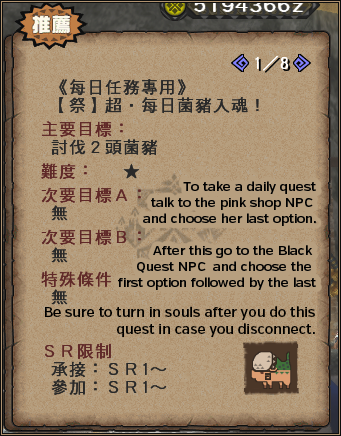 51943662
推薦
1/8
《每日任務專用》
【祭】超・每日菌豬入魂！
主要目標：
討伐２頭菌豬
難度： ★
次要目標Ａ：
無
To take a daily quest
talk to the pink shop NPC
and choose her last option.
次要目標Ｂ：
無
After this go to the Black
Quest NPC and choose the
first option followed by the last
特殊條件
無
Be sure to turn in souls after you do this
quest in case you disconnect.
ＳＲ限制
承接：ＳＲ1～
參加：ＳＲ1～